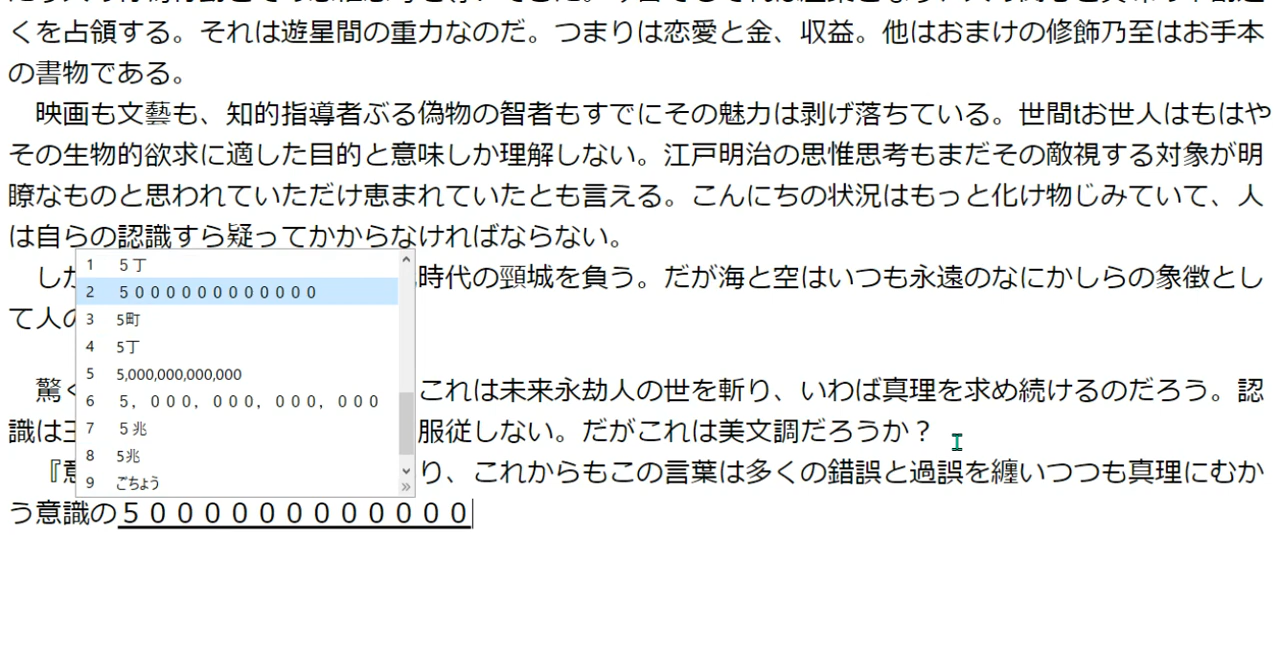 くを占領する。それは遊星間の重力なのだ。つまりは恋愛と金、収益。他はおまけの修飾乃至はお手本
の書物である。
映画も文藝も、知的指導者ぶる偽物の智者もすでにその魅力は剥げ落ちている。世間tお世人はもはや
その生物的欲求に適した目的と意味しか理解しない。江戸明治の思惟思考もまだその敵視する対象が明
瞭なものと思われていただけ恵まれていたとも言える。こんにちの状況はもっと化け物じみていて、人
は自らの認識すら疑ってかからなければならない。
し 時代の頸城を負う。だが海と空はいつも永遠のなにかしらの象徴とし
て人の
驚く これは未来永劫人の世を斬り、いわば真理を求め続けるのだろう。認
識は 服従しない。だがこれは美文調だろうか？
『意 り、これからもこの言葉は多くの錯誤と過誤を纏いつつも真理にむか
う意識の５００００００００００００
1 ５丁
2 ５００００００００００００
3 5町
4 5丁
5 5,000,000,000,000
6 ５，０００，０００，０００，０００
7 ５兆
8 5兆
9 ごちょう